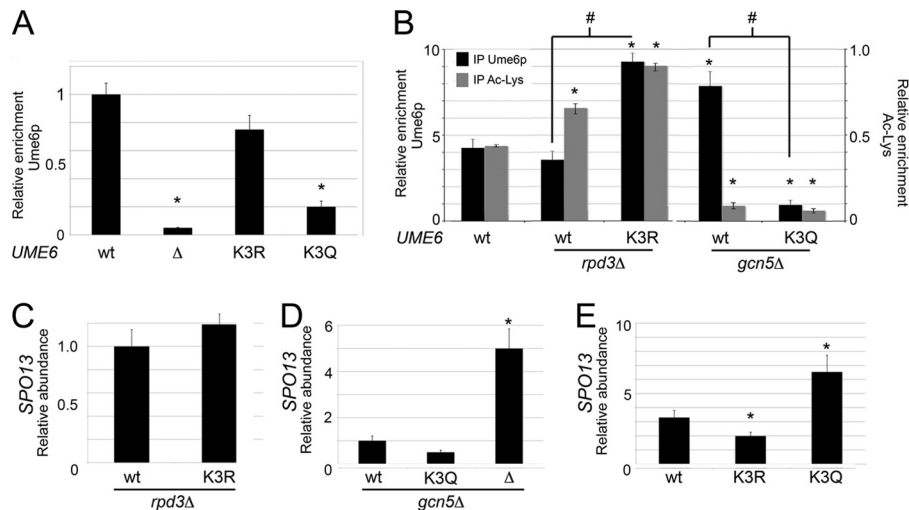 A
Relative enrichment
Ume6p
1
0.5
0
*
*
UME6
wt
Δ
K3R
K3Q
B
Relative enrichment
Ume6p
10
5
0
IP Ume6p
IP Ac-Lys
#
#
*
*
*
*
*
*
*
1.0
0.5
0.0
Relative enrichment
Ac-Lys
UME6
wt
wt
K3R
wt
K3Q
rpd3Δ
gcn5Δ
C
SPO13
Relative abundance
1.0
0.5
0
wt
K3R
rpd3Δ
D
SPO13
Relative abundance
6
4
2
0
*
wt
K3Q
Δ
gcn5Δ
E
SPO13
Relative abundance
10
5
0
*
*
wt
K3R
K3Q